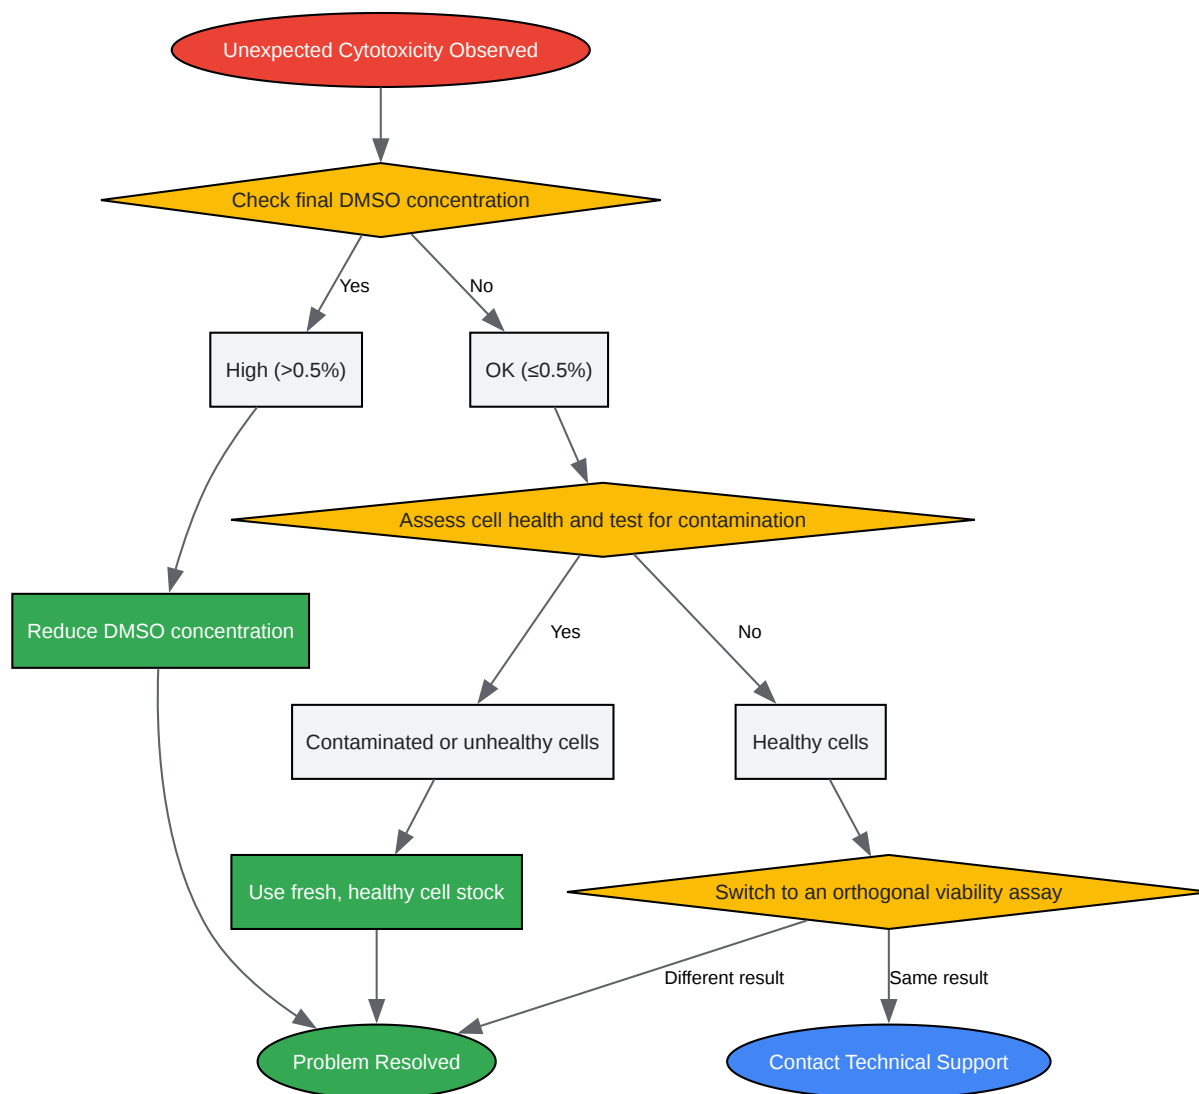 Unexpected Cytotoxicity Observed
Check final DMSO concentration
Yes
No
High (>0.5%)
OK (≤0.5%)
Assess cell health and test for contamination
Reduce DMSO concentration
Yes
No
Contaminated or unhealthy cells
Healthy cells
Use fresh, healthy cell stock
Switch to an orthogonal viability assay
Different result
Same result
Problem Resolved
Contact Technical Support